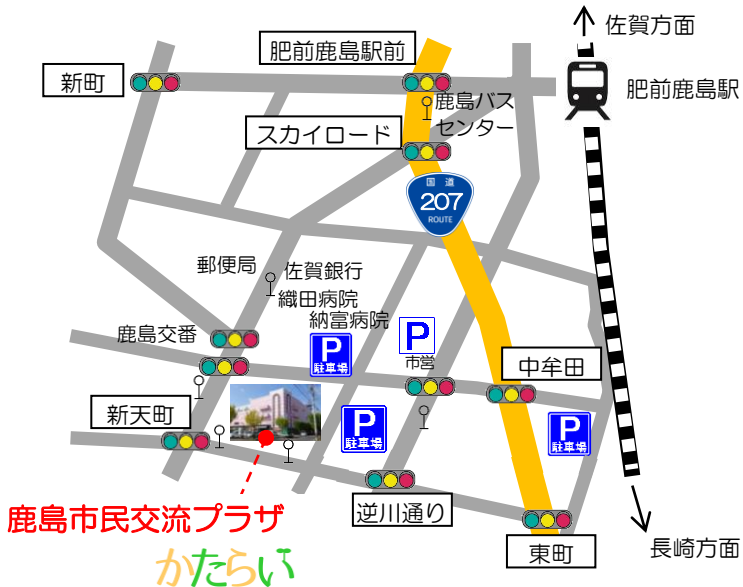 佐賀方面
肥前鹿島駅前
新町
肥前鹿島駅
鹿島バス
センター
スカイロード
国道
207
ROUTE
郵便局
佐賀銀行
織田病院
納富病院
P
市営
P
駐車場
鹿島交番
中牟田
新天町
P
駐車場
P
駐車場
逆川通り
鹿島市民交流プラザ
かたらい
東町
長崎方面